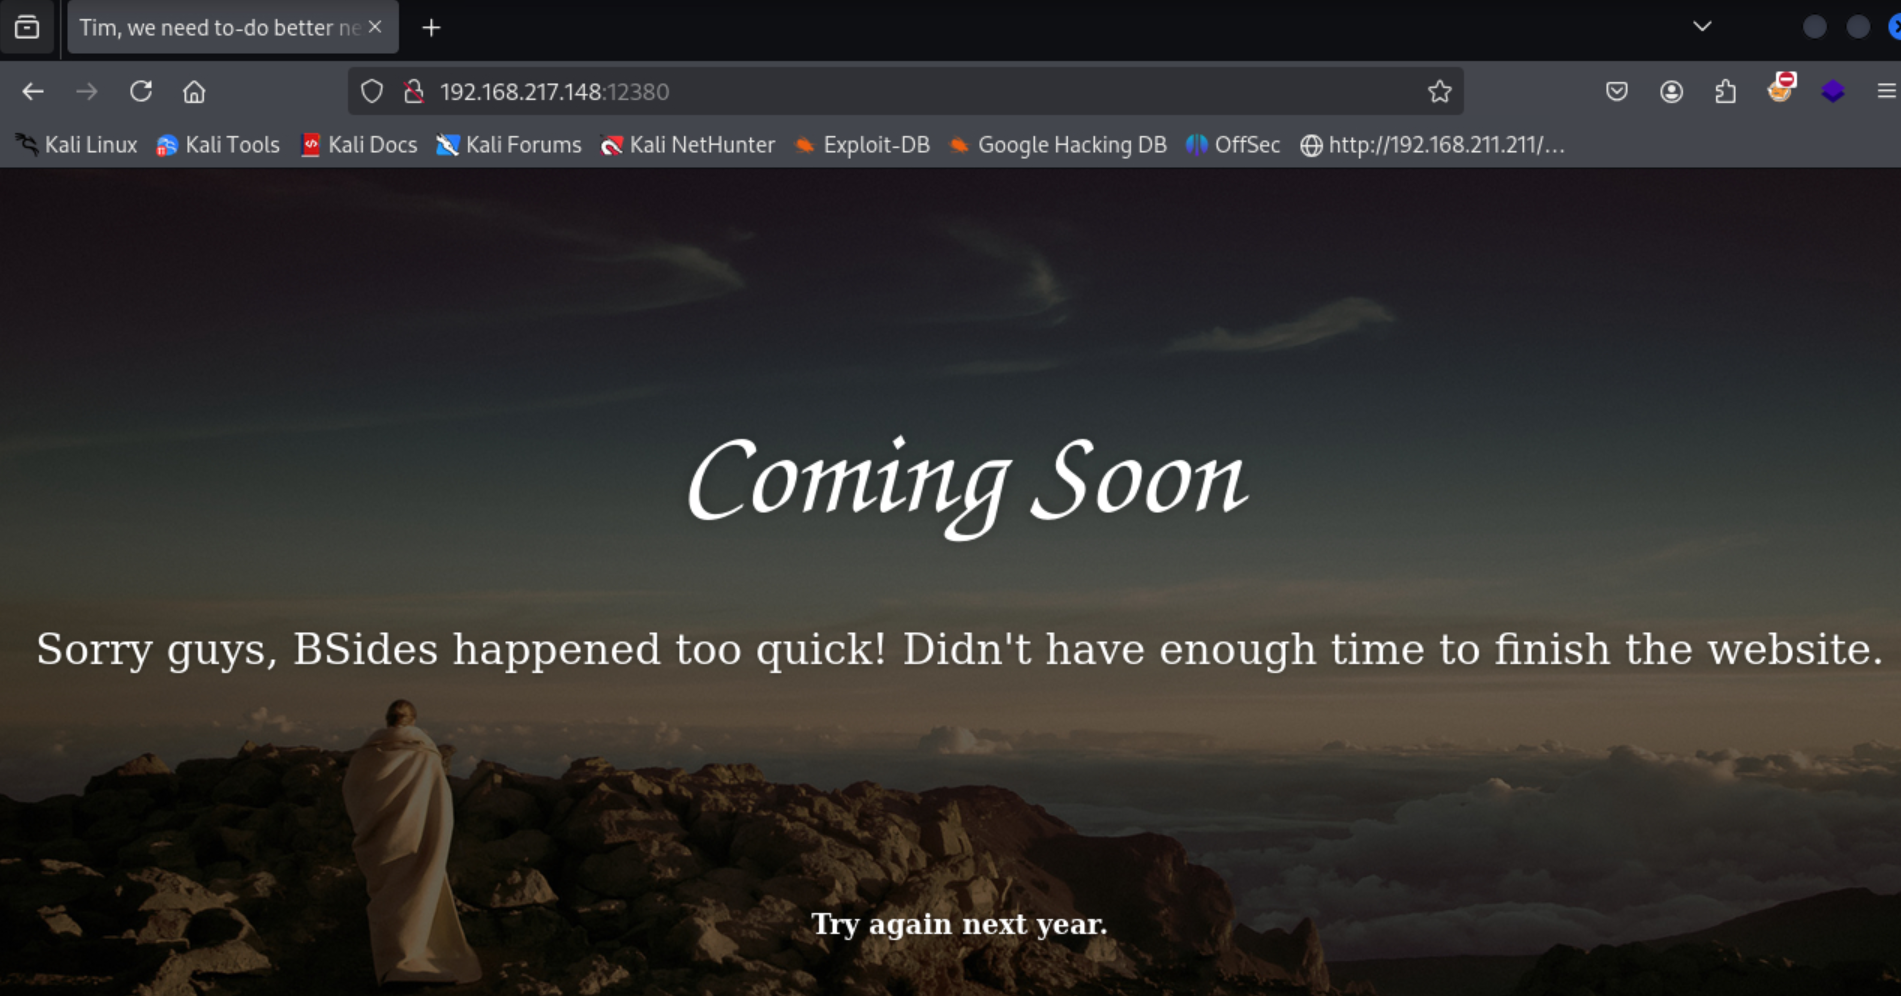 Tim, we need to-do better ne
192.168.217.148:12380
Kali Linux Kali Tools Kali Docs Kali Forums Kali NetHunter Exploit-DB Google Hacking DB OffSec http://192.168.211.211/...
Coming Soon
Sorry guys, BSides happened too quick! Didn't have enough time to finish the website.
Try again next year.